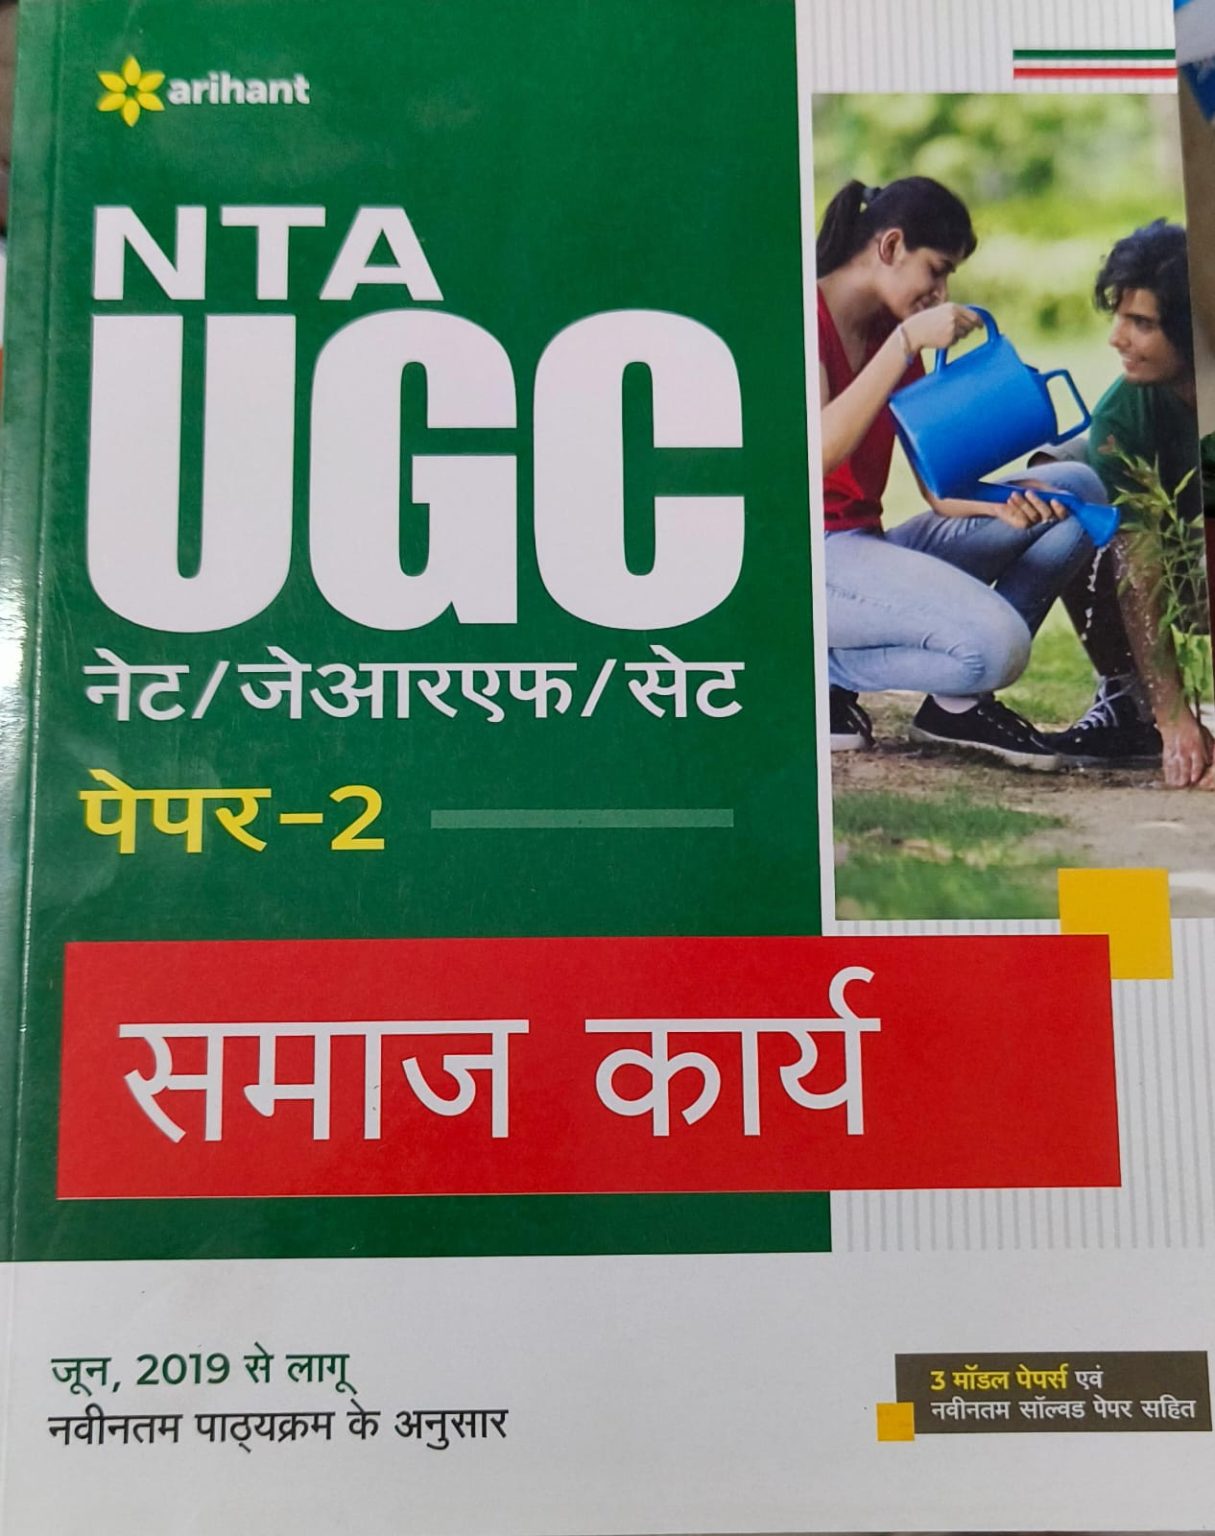 arihant
NTA
UGC
नेट/जेआरएफ/सेट
पेपर-2
समाज कार्य
जून, 2019 से लागू
नवीनतम पाठ्यक्रम के अनुसार
3 मॉडल पेपर्स एवं
नवीनतम सॉल्वड पेपर सहित